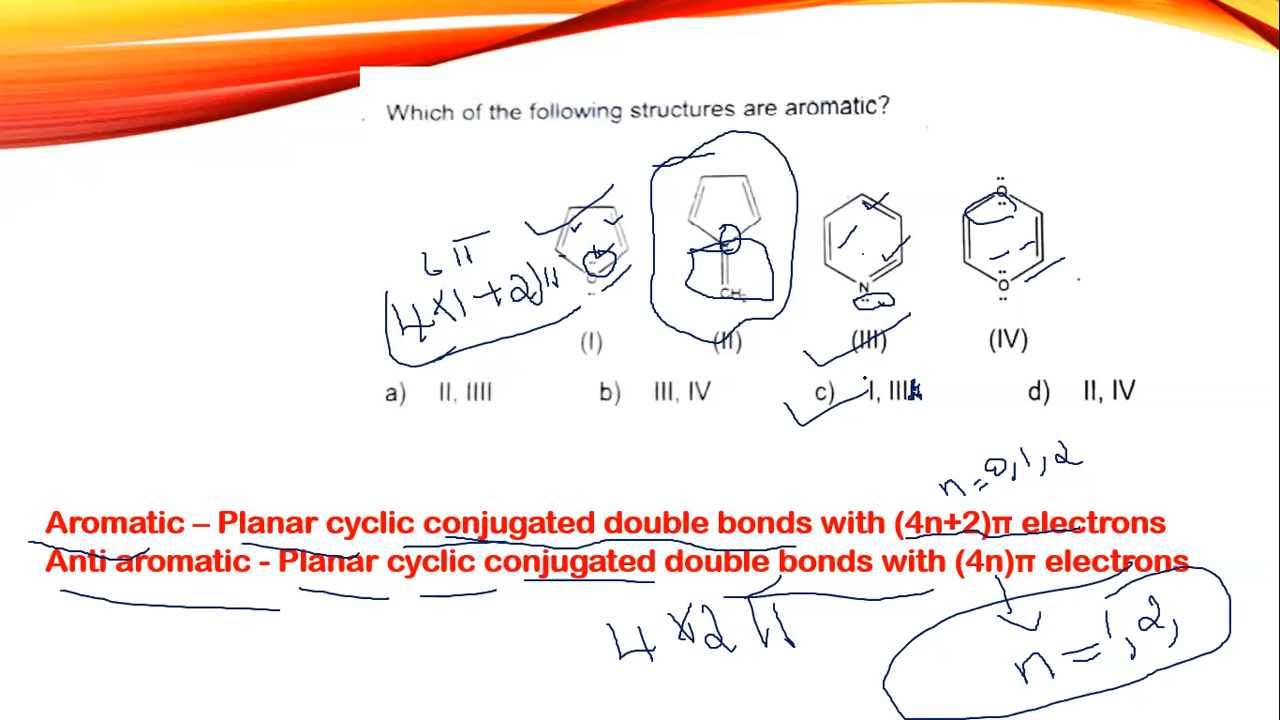 Which of the following structures are aromatic?
6π
(4×1+2)π
O
CH2
N
O
O
(I) (II) (III) (IV)
a) II, IIII b) III, IV c) I, III d) II, IV
n=0,1,2
Aromatic – Planar cyclic conjugated double bonds with (4n+2)π electrons
Anti aromatic - Planar cyclic conjugated double bonds with (4n)π electrons
4×2π
n=1,2,